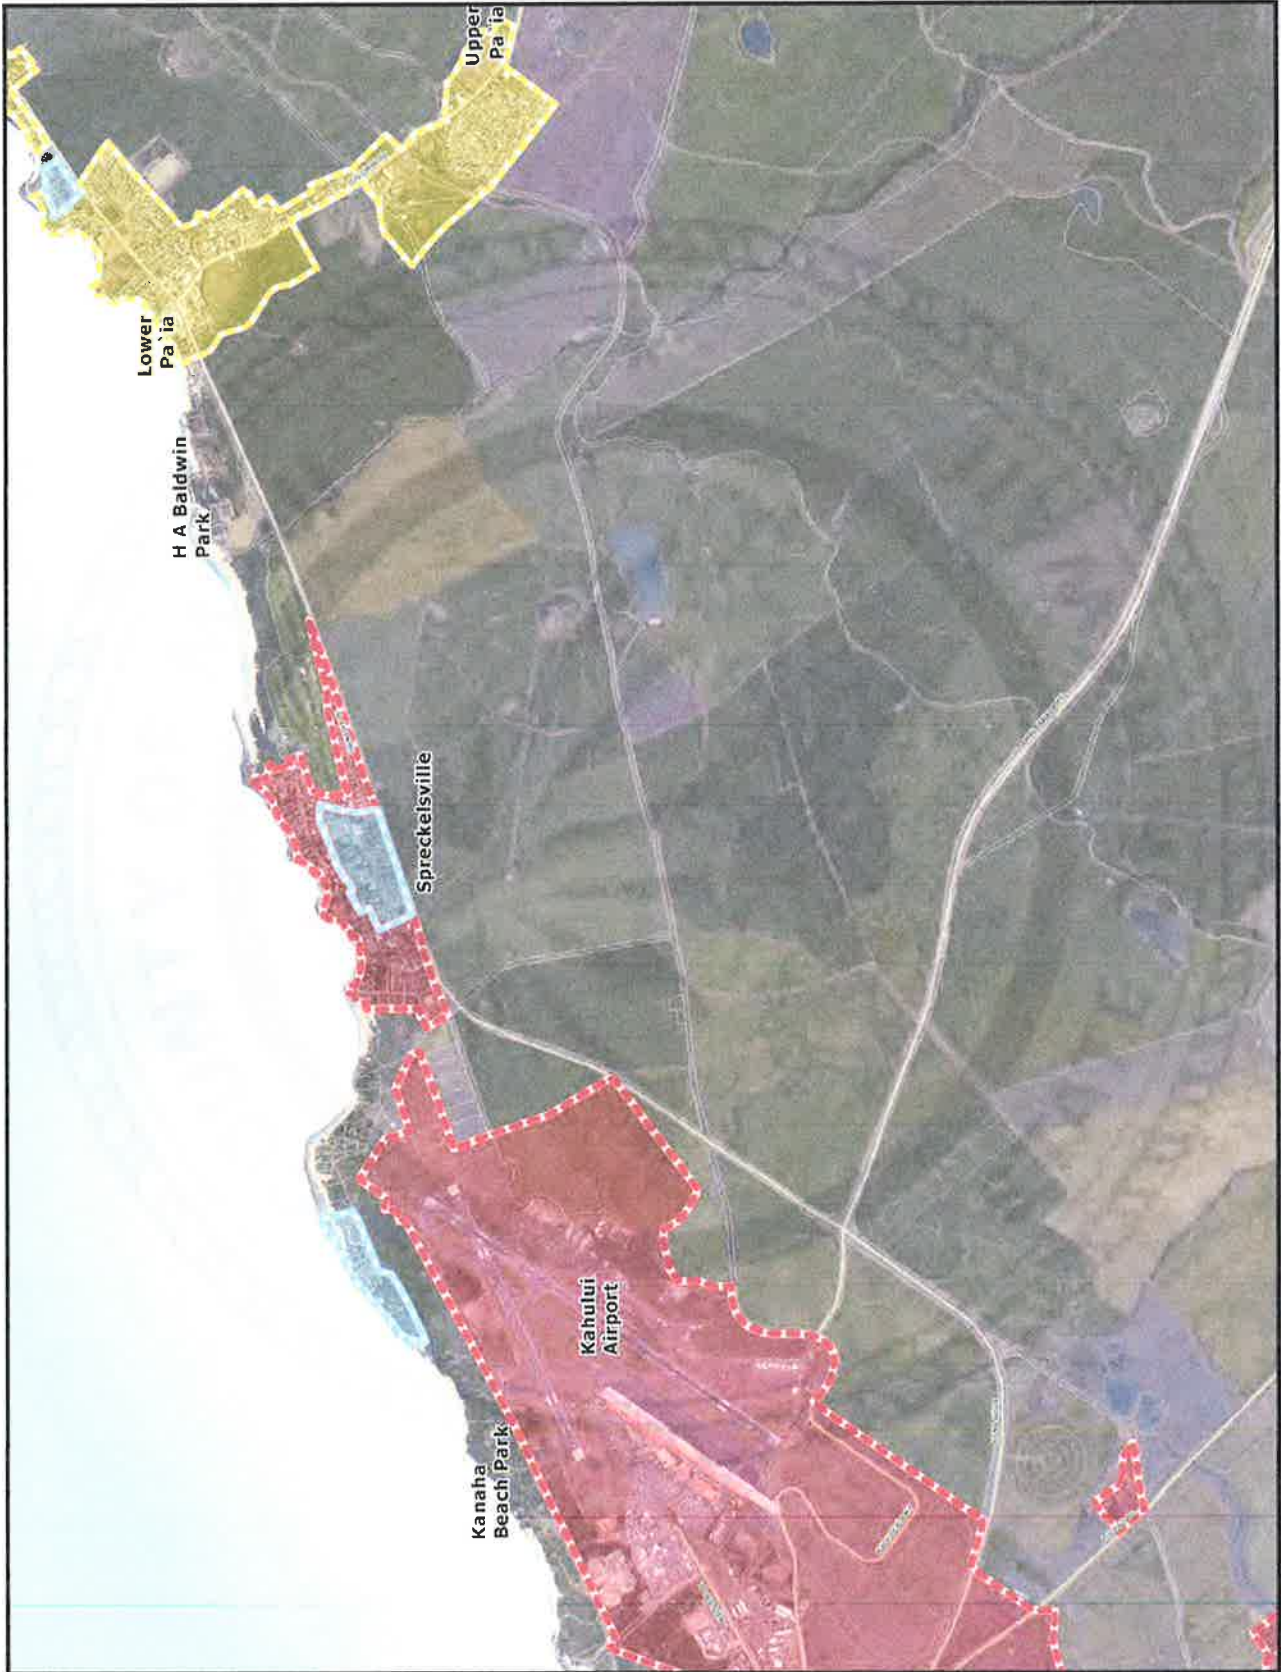 Upper
Pa`ia
Lower
Pa`ia
H A Baldwin
Park
Spreckelsville
Kahului
Airport
Kanaha
Beach Park